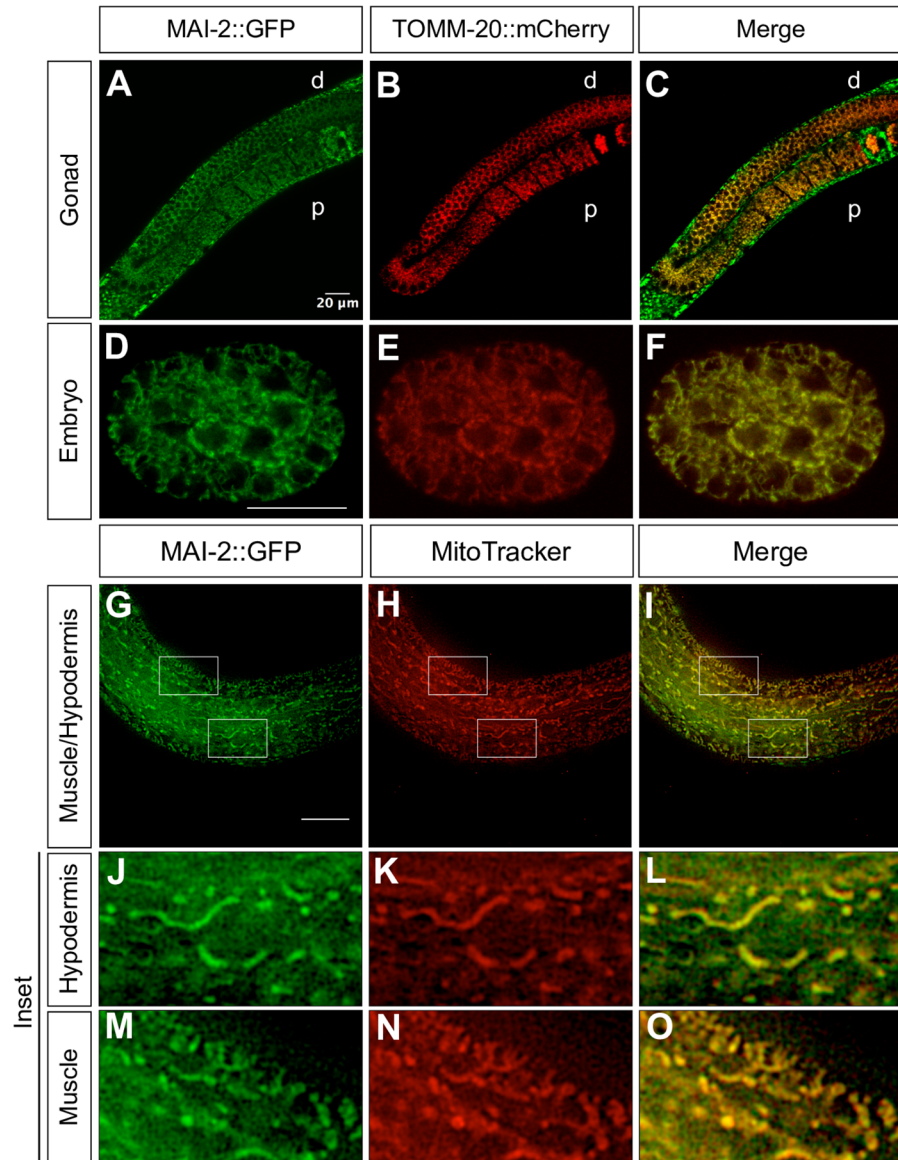 MAI-2::GFP
TOMM-20::mCherry
Merge
Gonad
A
d
p
20 µm
B
d
p
C
d
p
Embryo
D
E
F
MAI-2::GFP
MitoTracker
Merge
Muscle/Hypodermis
G
H
I
Inset
Hypodermis
J
K
L
Muscle
M
N
O